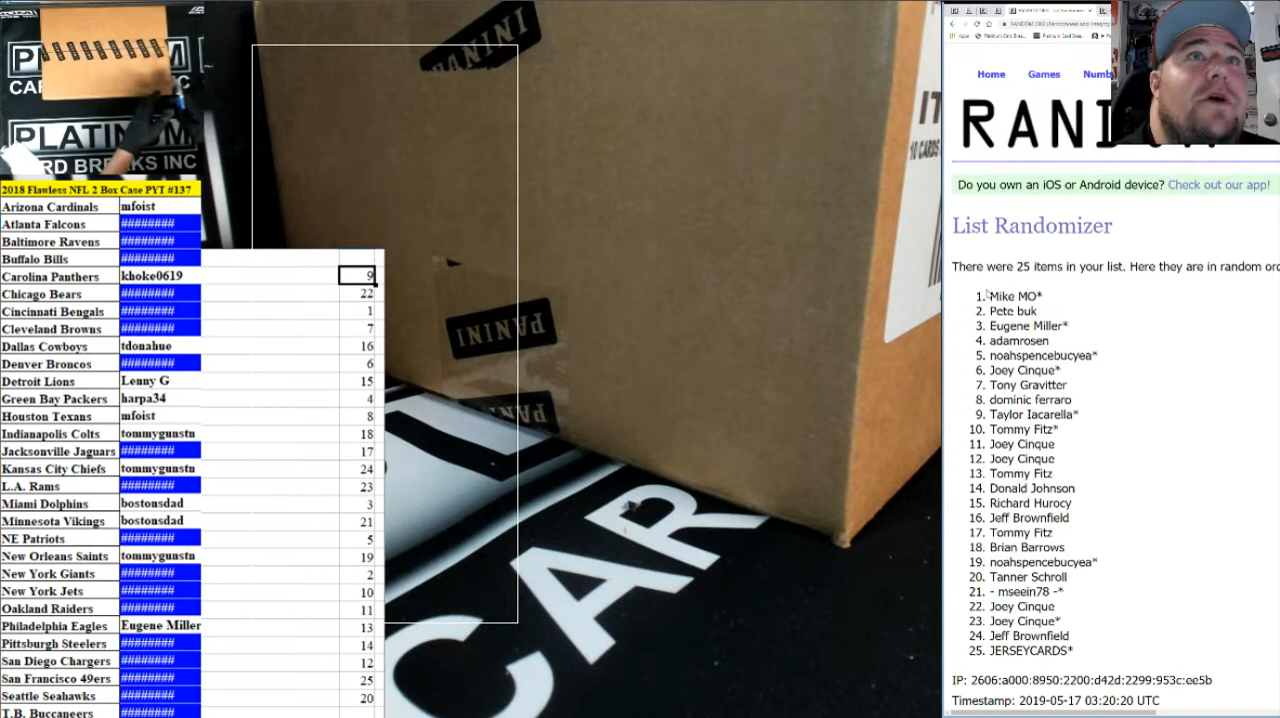 PLATINUM
RD BREAKS INC
2018 Flawless NFL 2 Box Case PYT #137
Arizona Cardinals mfoist
Atlanta Falcons ########
Baltimore Ravens ########
Buffalo Bills ########
Carolina Panthers khoke0619 9
Chicago Bears ######## 22
Cincinnati Bengals ######## 1
Cleveland Browns ######## 7
Dallas Cowboys tdonahue 16
Denver Broncos ######## 6
Detroit Lions Lenny G 15
Green Bay Packers harpa34 4
Houston Texans mfoist 8
Indianapolis Colts tommygunstn 18
Jacksonville Jaguars ######## 17
Kansas City Chiefs tommygunstn 24
L.A. Rams ######## 23
Miami Dolphins bostonsdad 3
Minnesota Vikings bostonsdad 21
NE Patriots ######## 5
New Orleans Saints tommygunstn 19
New York Giants ######## 2
New York Jets ######## 10
Oakland Raiders ######## 11
Philadelphia Eagles Eugene Miller 13
Pittsburgh Steelers ######## 14
San Diego Chargers ######## 12
San Francisco 49ers ######## 25
Seattle Seahawks ######## 20
T.B. Buccaneers ########
PANINI
PANINI
PANINI
10 CARDS
CAR
Home Games Numb
RAND
Do you own an iOS or Android device? Check out our app!
List Randomizer
There were 25 items in your list. Here they are in random ord
1. Mike MO*
2. Pete buk
3. Eugene Miller*
4. adamrosen
5. noahspencebucyea*
6. Joey Cinque*
7. Tony Gravitter
8. dominic ferraro
9. Taylor Iacarella*
10. Tommy Fitz*
11. Joey Cinque
12. Joey Cinque
13. Tommy Fitz
14. Donald Johnson
15. Richard Hurocy
16. Jeff Brownfield
17. Tommy Fitz
18. Brian Barrows
19. noahspencebucyea*
20. Tanner Schroll
21. - mseein78 -*
22. Joey Cinque
23. Joey Cinque*
24. Jeff Brownfield
25. JERSEYCARDS*
IP: 2606:a000:8950:2200:d42d:2299:953c:ee5b
Timestamp: 2019-05-17 03:20:20 UTC